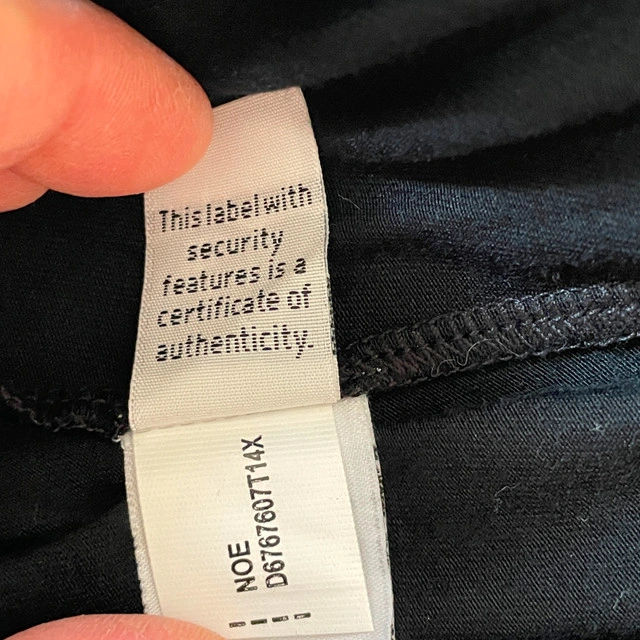 This label with
security
features is a
certificate of
authenticity.
NOE
D6767607T14X